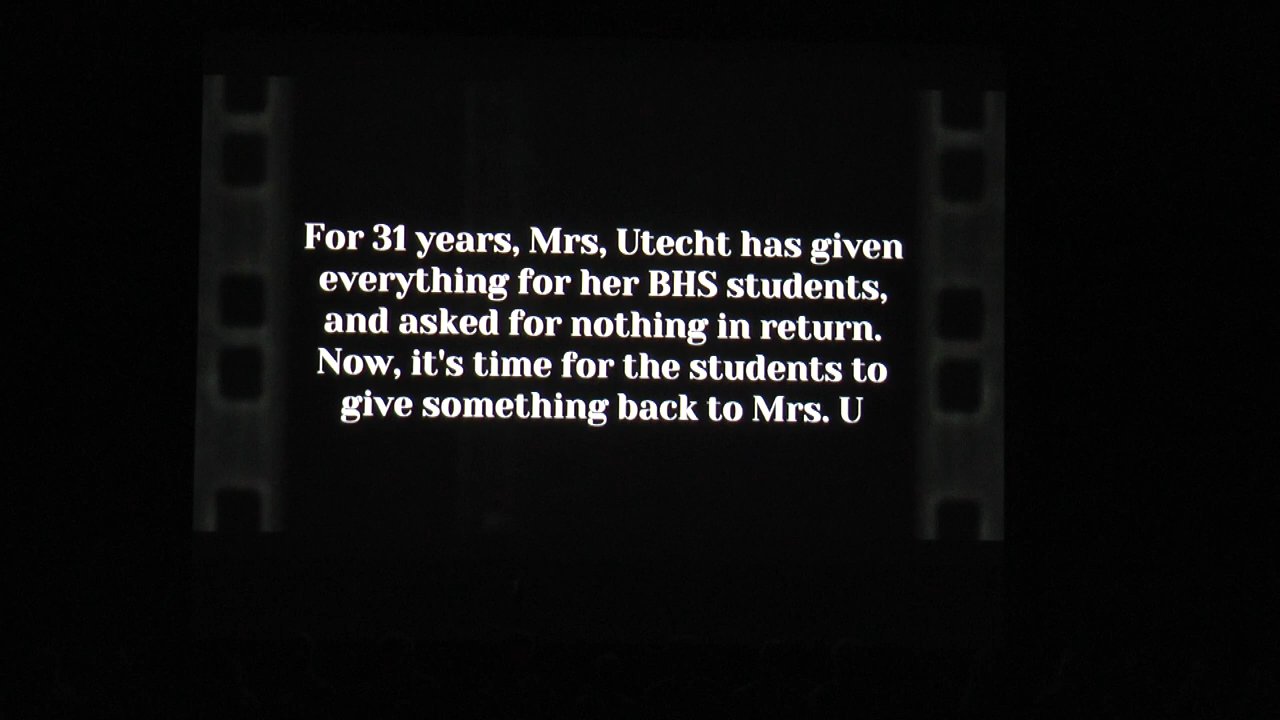 For 31 years, Mrs, Utecht has given
everything for her BHS students,
and asked for nothing in return.
Now, it's time for the students to
give something back to Mrs. U